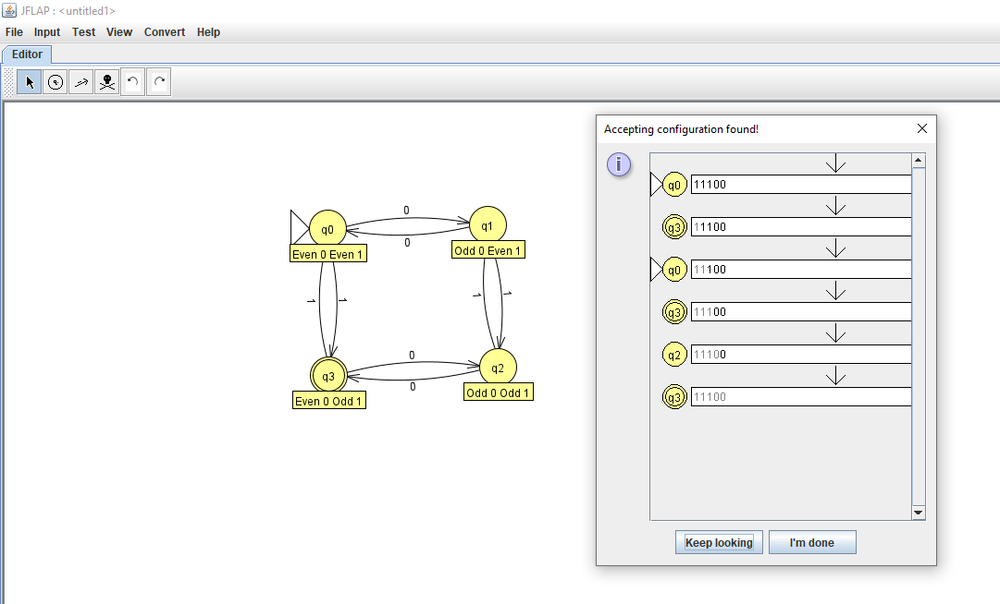 JFLAP : <untitled1>
File Input Test View Convert Help
Editor
Accepting configuration found!
q0 11100
q3 11100
q0 11100
q3 11100
q2 11100
q3 11100
Keep looking I'm done
0
q0 q1
0
Even 0 Even 1 Odd 0 Even 1
1 1 1 1
0
q3 q2
0
Even 0 Odd 1 Odd 0 Odd 1